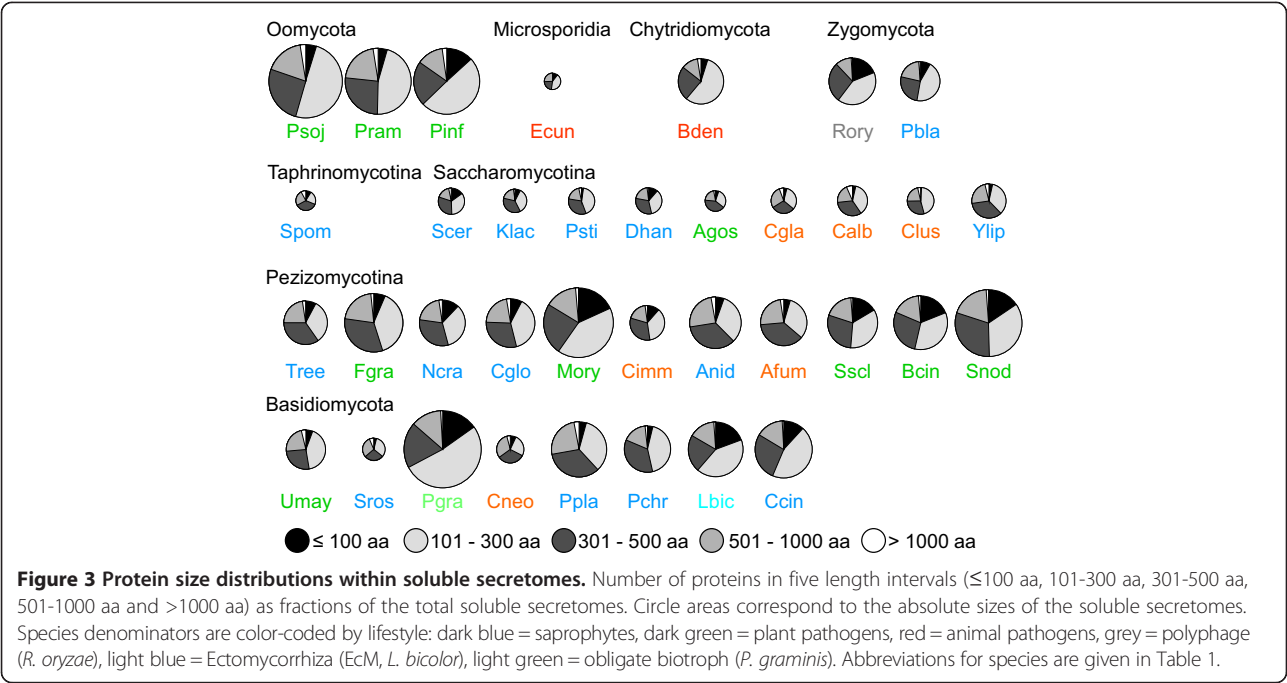 Oomycota Microsporidia Chytridiomycota Zygomycota
Psoj Pram Pinf Ecun Bden Rory Pbla
Taphrinomycotina Saccharomycotina
Spom Scer Klac Psti Dhan Agos Cgla Calb Clus Ylip
Pezizomycotina
Tree Fgra Ncra Cglo Mory Cimm Anid Afum Sscl Bcin Snod
Basidiomycota
Umay Sros Pgra Cneo Ppla Pchr Lbic Ccin
≤ 100 aa 101 - 300 aa 301 - 500 aa 501 - 1000 aa > 1000 aa
Figure 3 Protein size distributions within soluble secretomes. Number of proteins in five length intervals (≤100 aa, 101-300 aa, 301-500 aa,
501-1000 aa and >1000 aa) as fractions of the total soluble secretomes. Circle areas correspond to the absolute sizes of the soluble secretomes.
Species denominators are color-coded by lifestyle: dark blue = saprophytes, dark green = plant pathogens, red = animal pathogens, grey = polyphage
(R. oryzae), light blue = Ectomycorrhiza (EcM, L. bicolor), light green = obligate biotroph (P. graminis). Abbreviations for species are given in Table 1.